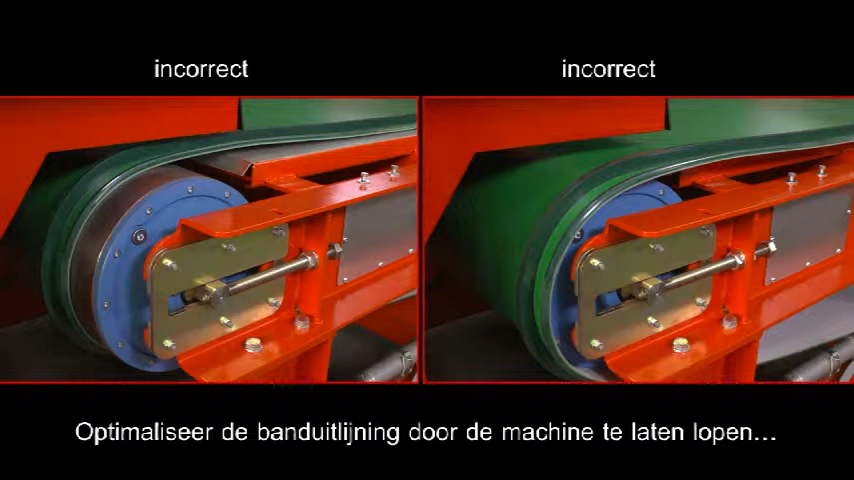 incorrect
incorrect
Optimaliseer de banduitlijning door de machine te laten lopen...